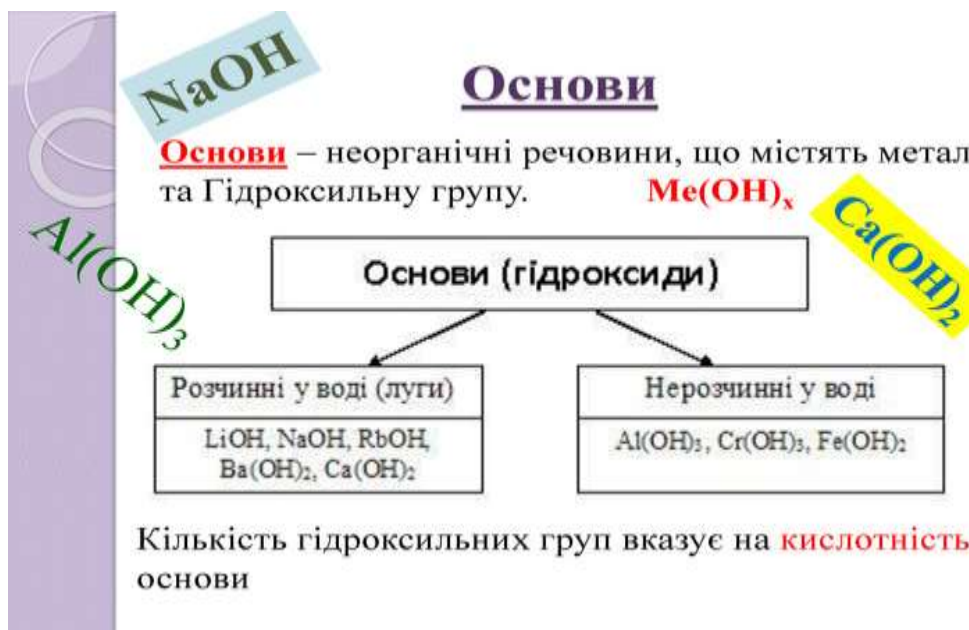 NaOH
Основи
Основи – неорганічні речовини, що містять метал
та Гідроксильну групу. Me(OH)ₓ
Al(OH)₃
Ca(OH)₂
Основи (гідроксиди)
Розчинні у воді (луги)
LiOH, NaOH, RbOH,
Ba(OH)₂, Ca(OH)₂
Нерозчинні у воді
Al(OH)₃, Cr(OH)₃, Fe(OH)₂
Кількість гідроксильних груп вказує на кислотність
основи